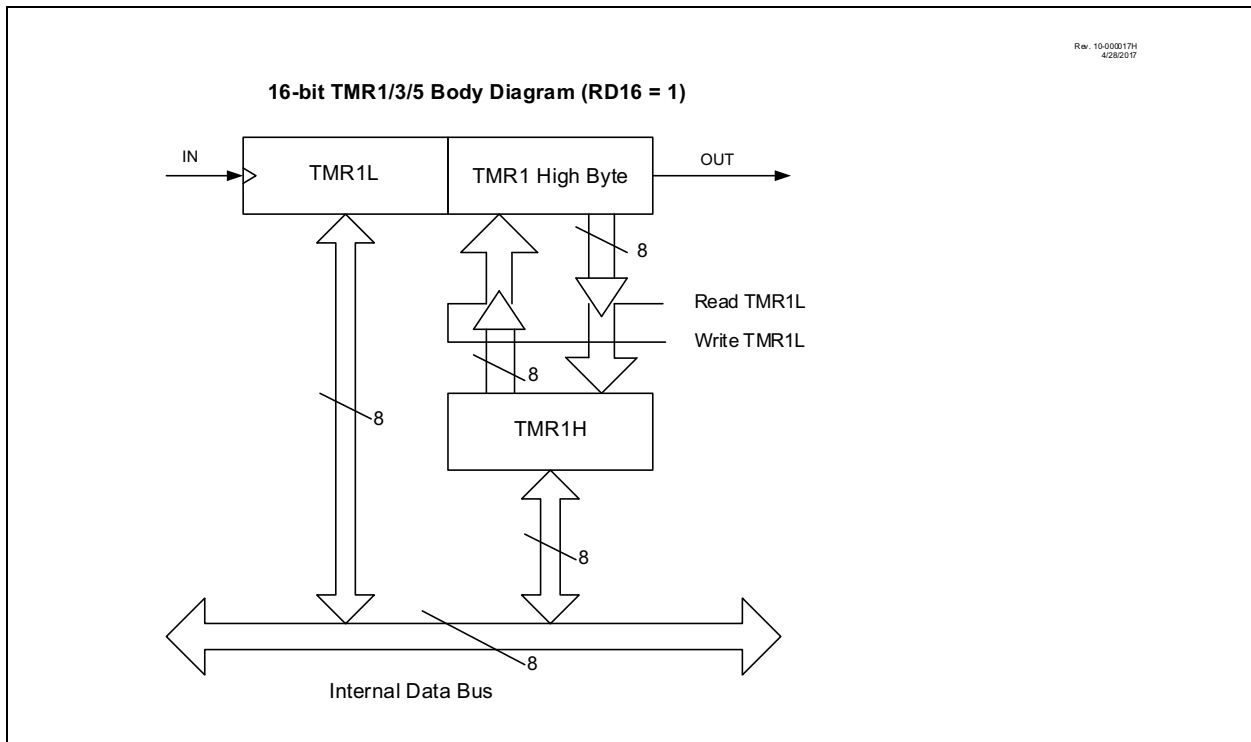 Rev. 10-000017H
4/28/2017
16-bit TMR1/3/5 Body Diagram (RD16 = 1)
IN
TMR1L
TMR1 High Byte
OUT
8
Read TMR1L
Write TMR1L
8
8
TMR1H
8
8
Internal Data Bus